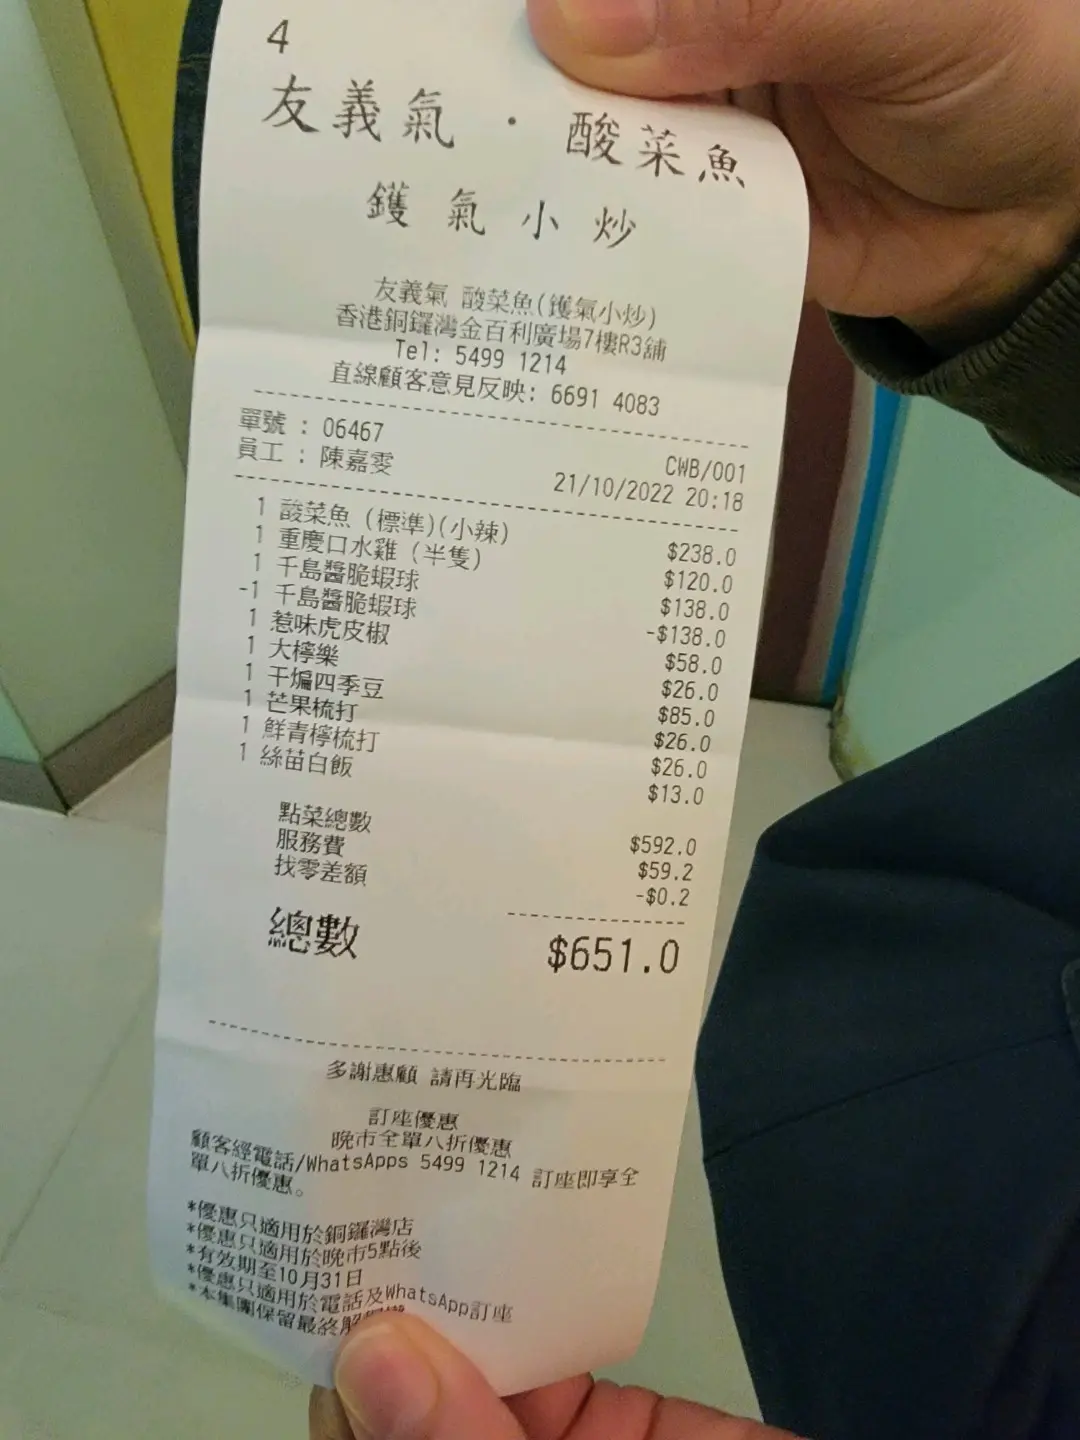 4
友義氣 · 酸菜魚
鑊氣小炒
友義氣 酸菜魚(鑊氣小炒)
香港銅鑼灣金百利廣場7樓R3舖
Tel: 5499 1214
直線顧客意見反映: 6691 4083
單號 : 06467 CWB/001
員工 : 陳嘉雯 21/10/2022 20:18
1 酸菜魚 (標準)(小辣) $238.0
1 重慶口水雞 (半隻) $120.0
1 千島醬脆蝦球 $138.0
-1 千島醬脆蝦球 -$138.0
1 惹味虎皮椒 $58.0
1 大檸樂 $26.0
1 干煸四季豆 $85.0
1 芒果梳打 $26.0
1 鮮青檸梳打 $26.0
1 絲苗白飯 $13.0
點菜總數 $592.0
服務費 $59.2
找零差額 -$0.2
總數 $651.0
多謝惠顧 請再光臨
訂座優惠
晚市全單八折優惠
顧客經電話/WhatsApps 5499 1214 訂座即享全
單八折優惠。
*優惠只適用於銅鑼灣店
*優惠只適用於晚市5點後
*有效期至10月31日
*優惠只適用於電話及WhatsApp訂座
*本集團保留最終解